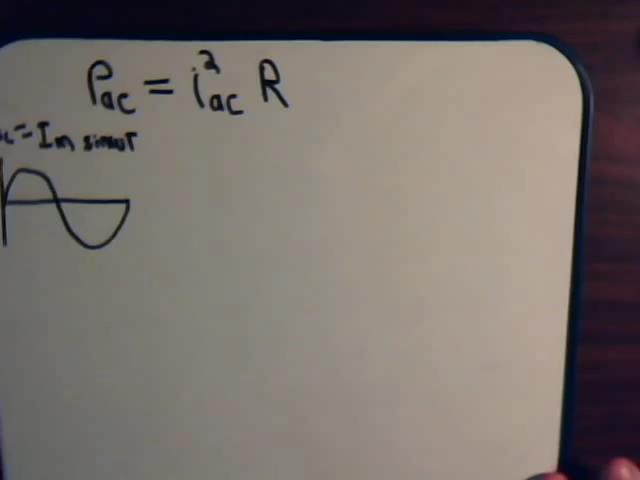 Pac = i²ac R
c = Im sinωt